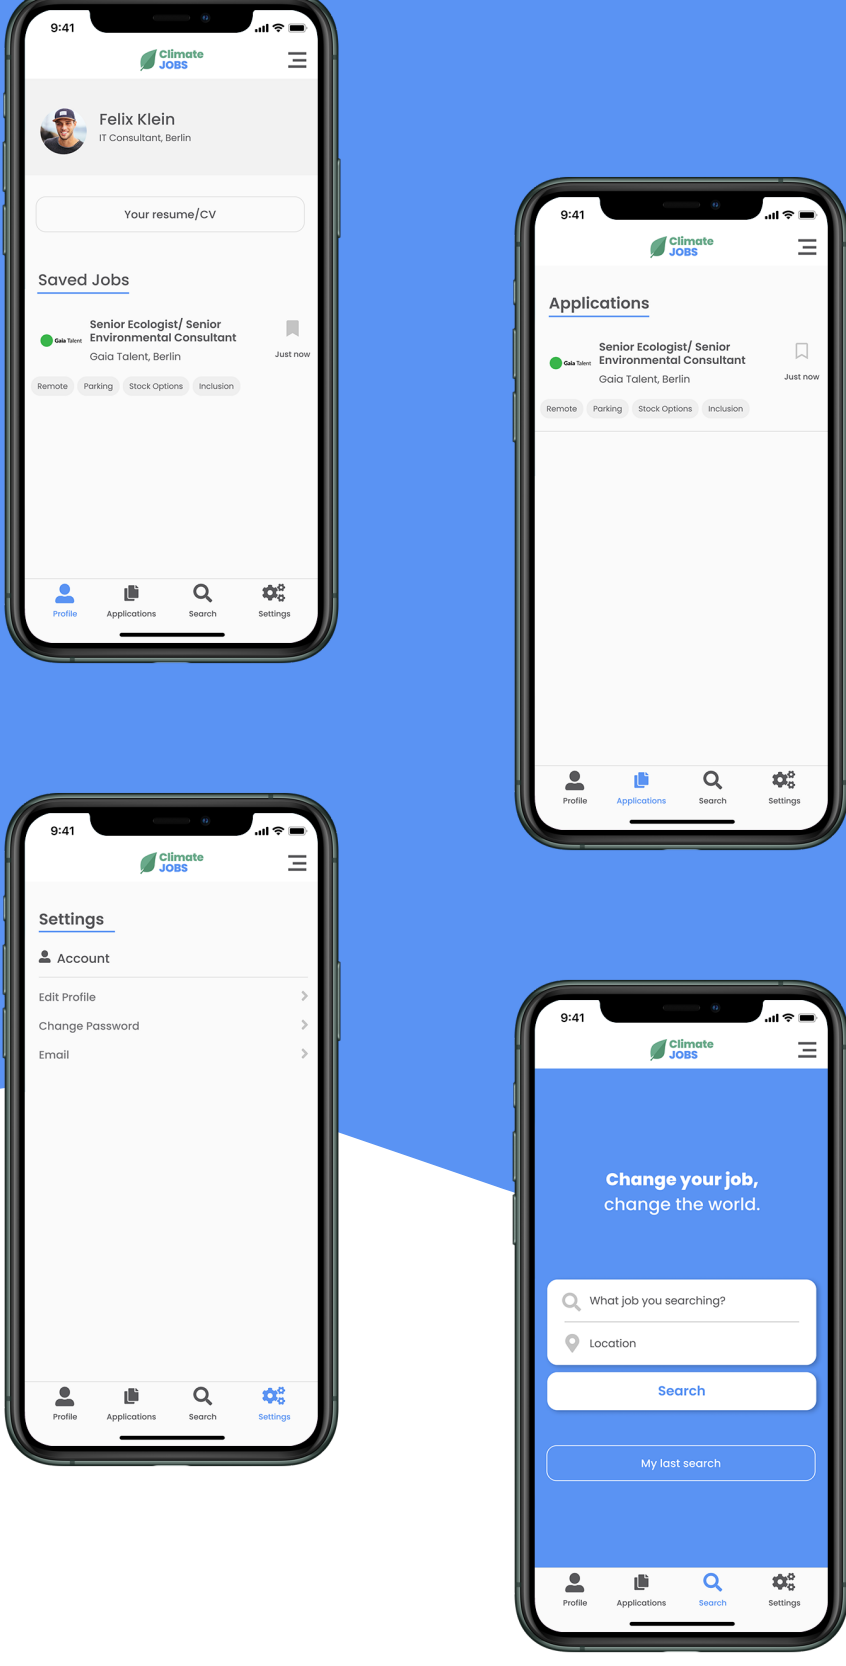 9:41
Climate
JOBS
Felix Klein
IT Consultant, Berlin
Your resume/CV
Saved Jobs
Gaia Talent
Senior Ecologist/ Senior
Environmental Consultant
Gaia Talent, Berlin
Just now
Remote Parking Stock Options Inclusion
Profile Applications Search Settings
9:41
Climate
JOBS
Applications
Gaia Talent
Senior Ecologist/ Senior
Environmental Consultant
Gaia Talent, Berlin
Just now
Remote Parking Stock Options Inclusion
Profile Applications Search Settings
9:41
Climate
JOBS
Settings
Account
Edit Profile
Change Password
Email
Profile Applications Search Settings
9:41
Climate
JOBS
Change your job,
change the world.
What job you searching?
Location
Search
My last search
Profile Applications Search Settings